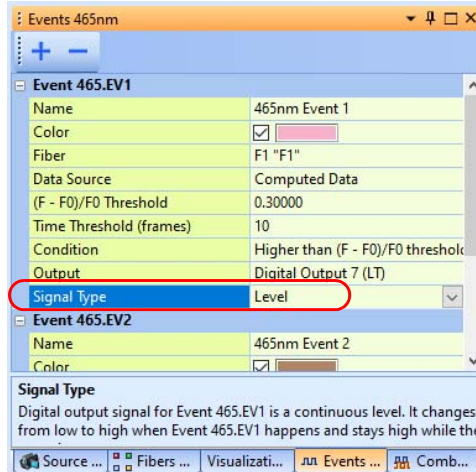 Events 465nm
Event 465.EV1
Name 465nm Event 1
Color
Fiber F1 "F1"
Data Source Computed Data
(F - F0)/F0 Threshold 0.30000
Time Threshold (frames) 10
Condition Higher than (F - F0)/F0 threshold
Output Digital Output 7 (LT)
Signal Type Level
Event 465.EV2
Name 465nm Event 2
Color
Signal Type
Digital output signal for Event 465.EV1 is a continuous level. It changes
from low to high when Event 465.EV1 happens and stays high while the
Source ... Fibers ... Visualizati... Events ... Comb...